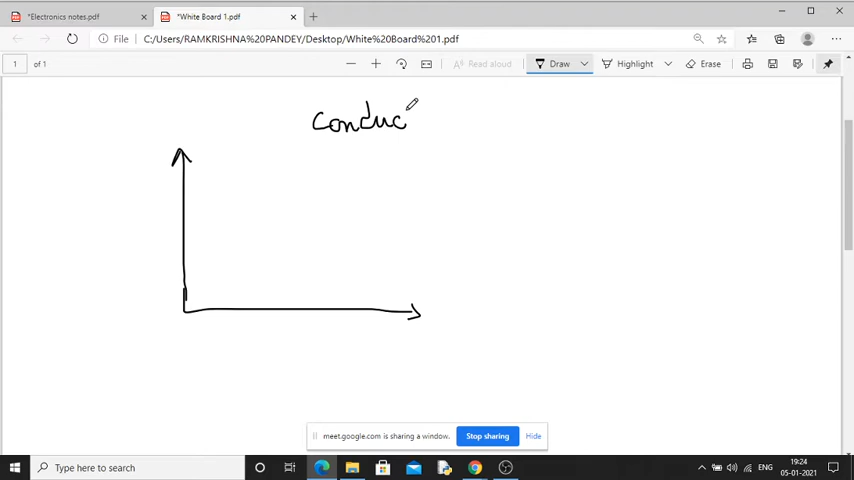 *Electronics notes.pdf
*White Board 1.pdf
File
C:/Users/RAMKRISHNA%20PANDEY/Desktop/White%20Board%201.pdf
1 of 1
Read aloud
Draw
Highlight
Erase
conduc
meet.google.com is sharing a window.
Stop sharing
Hide
Type here to search
ENG
19:24
05-01-2021